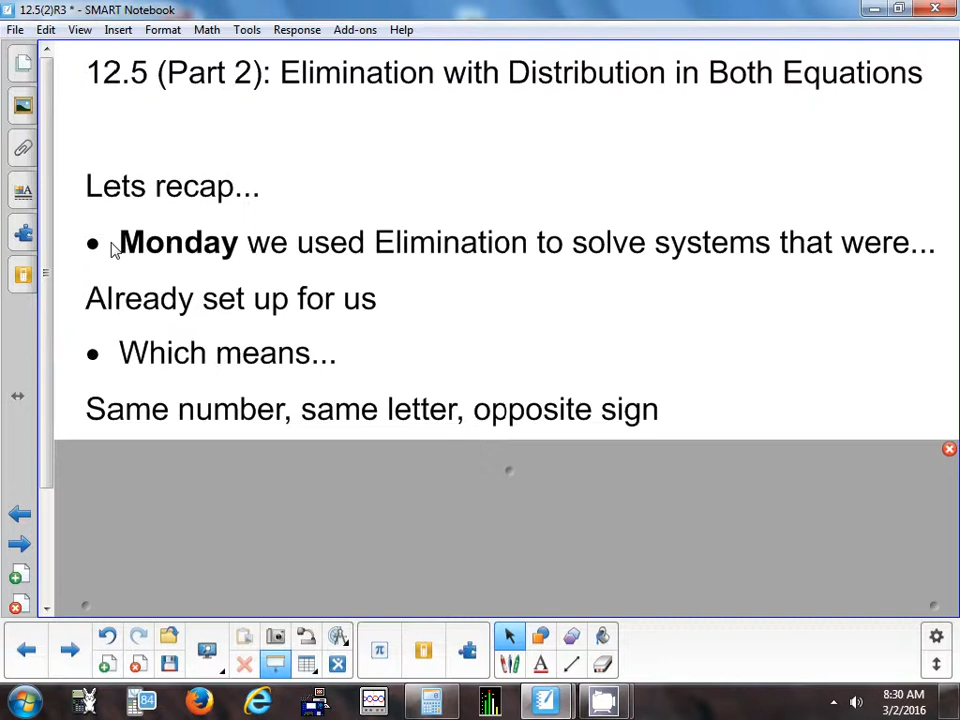 12.5(2)R3 * - SMART Notebook
File Edit View Insert Format Math Tools Response Add-ons Help
12.5 (Part 2): Elimination with Distribution in Both Equations
Lets recap...
• Monday we used Elimination to solve systems that were...
Already set up for us
• Which means...
Same number, same letter, opposite sign
π
A
84
8:30 AM
3/2/2016